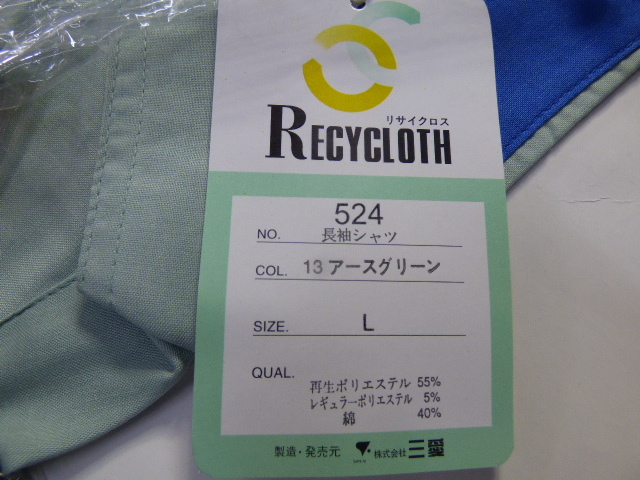 リサイクロス
RECYCLOTH
524
NO. 長袖シャツ
COL. 13 アースグリーン
SIZE. L
QUAL.
再生ポリエステル 55%
レギュラーポリエステル 5%
綿 40%
製造・発売元 株式会社 三愛